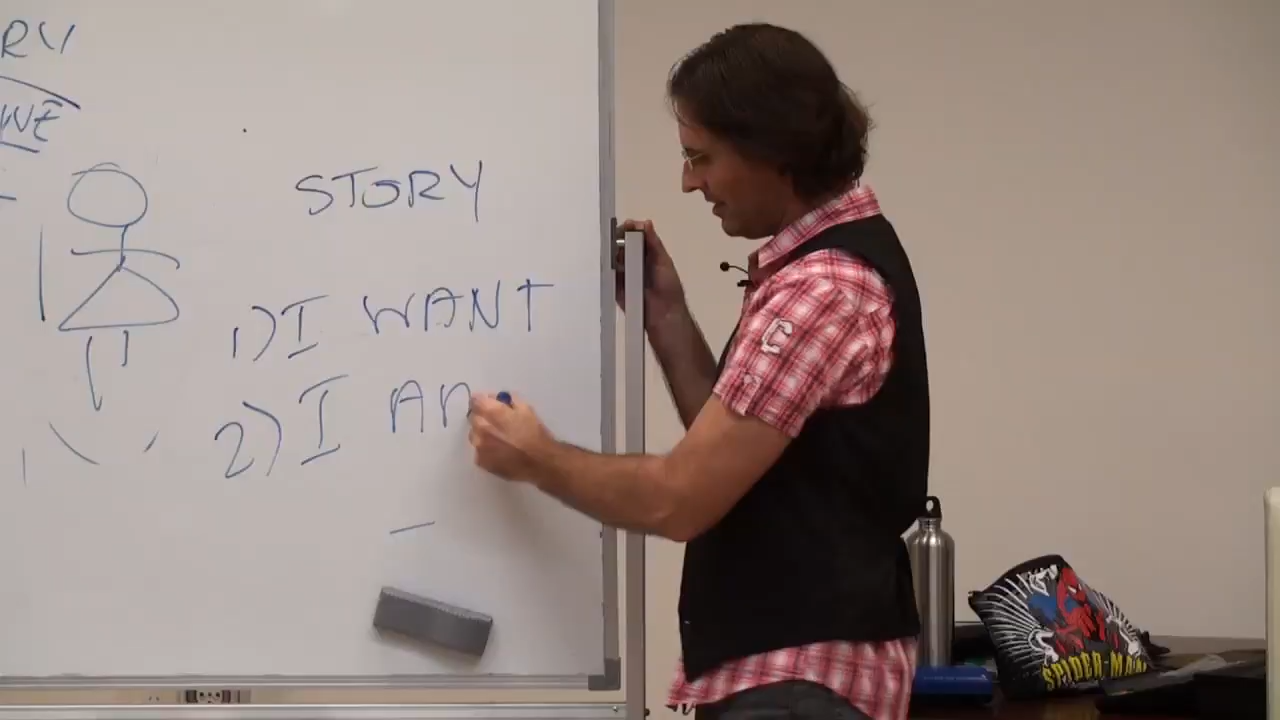 STORY
1) I WANT
2) I AM
C
SPIDER-MAN